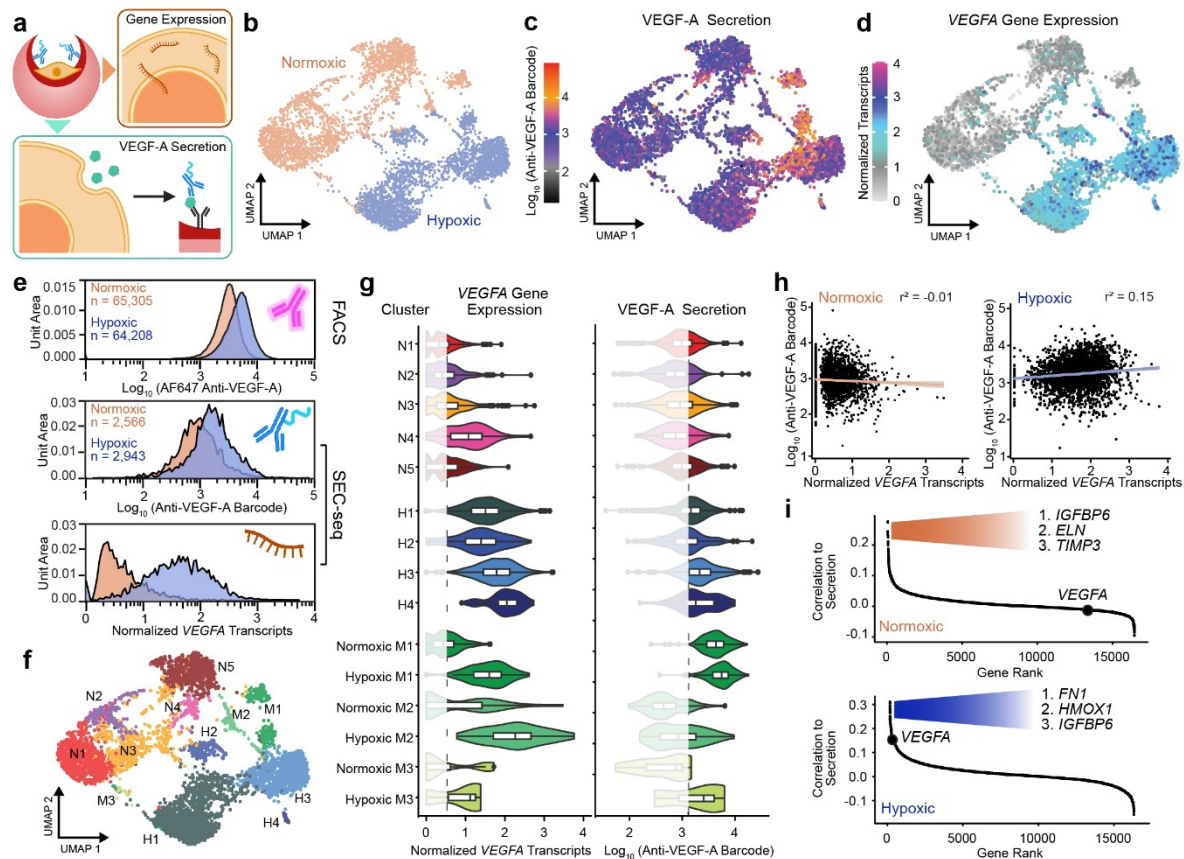 a
Gene Expression
VEGF-A Secretion
b
Normoxic
Hypoxic
UMAP 2
UMAP 1
c
VEGF-A Secretion
Log10 (Anti-VEGF-A Barcode)
4
3
2
UMAP 2
UMAP 1
d
VEGFA Gene Expression
Normalized Transcripts
4
3
2
1
0
UMAP 2
UMAP 1
e
Normoxic
n = 65,305
Hypoxic
n = 64,208
Unit Area
0.015
0.010
0.005
0.000
1 2 3 4 5
Log10 (AF647 Anti-VEGF-A)
FACS
Normoxic
n = 2,566
Hypoxic
n = 2,943
Unit Area
0.03
0.02
0.01
0.00
1 2 3 4 5
Log10 (Anti-VEGF-A Barcode)
SEC-seq
Unit Area
0.03
0.02
0.01
0.00
0 1 2 3 4
Normalized VEGFA Transcripts
f
N5
N2
N4
M2
M1
H2
N1
N3
M3
H3
H1
H4
UMAP 2
UMAP 1
g
Cluster
VEGFA Gene
Expression
VEGF-A Secretion
N1
N2
N3
N4
N5
H1
H2
H3
H4
Normoxic M1
Hypoxic M1
Normoxic M2
Hypoxic M2
Normoxic M3
Hypoxic M3
0 1 2 3 4
Normalized VEGFA Transcripts
2 3 4
Log10 (Anti-VEGF-A Barcode)
h
Normoxic
r² = -0.01
Log10 (Anti-VEGF-A Barcode)
5
4
3
2
1
0 1 2 3 4
Normalized VEGFA Transcripts
Hypoxic
r² = 0.15
Log10 (Anti-VEGF-A Barcode)
5
4
3
2
1
0 1 2 3 4
Normalized VEGFA Transcripts
i
1. IGFBP6
2. ELN
3. TIMP3
VEGFA
Normoxic
Correlation to
Secretion
0.2
0.1
0.0
-0.1
0 5000 10000 15000
Gene Rank
1. FN1
2. HMOX1
3. IGFBP6
VEGFA
Hypoxic
Correlation to
Secretion
0.3
0.2
0.1
0.0
-0.1
0 5000 10000 15000
Gene Rank